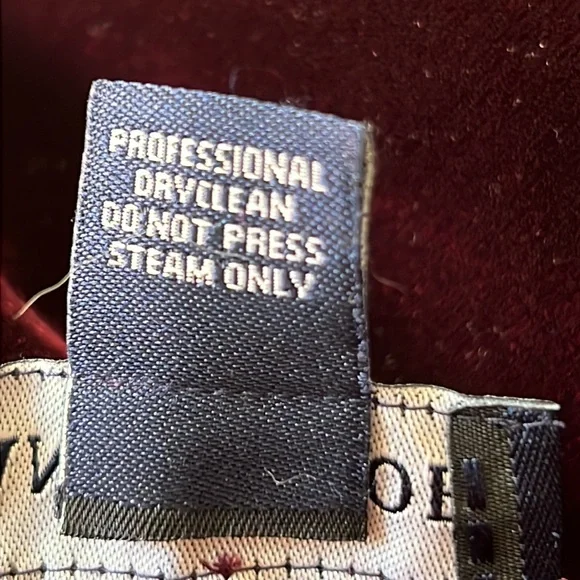 PROFESSIONAL
DRYCLEAN
DO NOT PRESS
STEAM ONLY